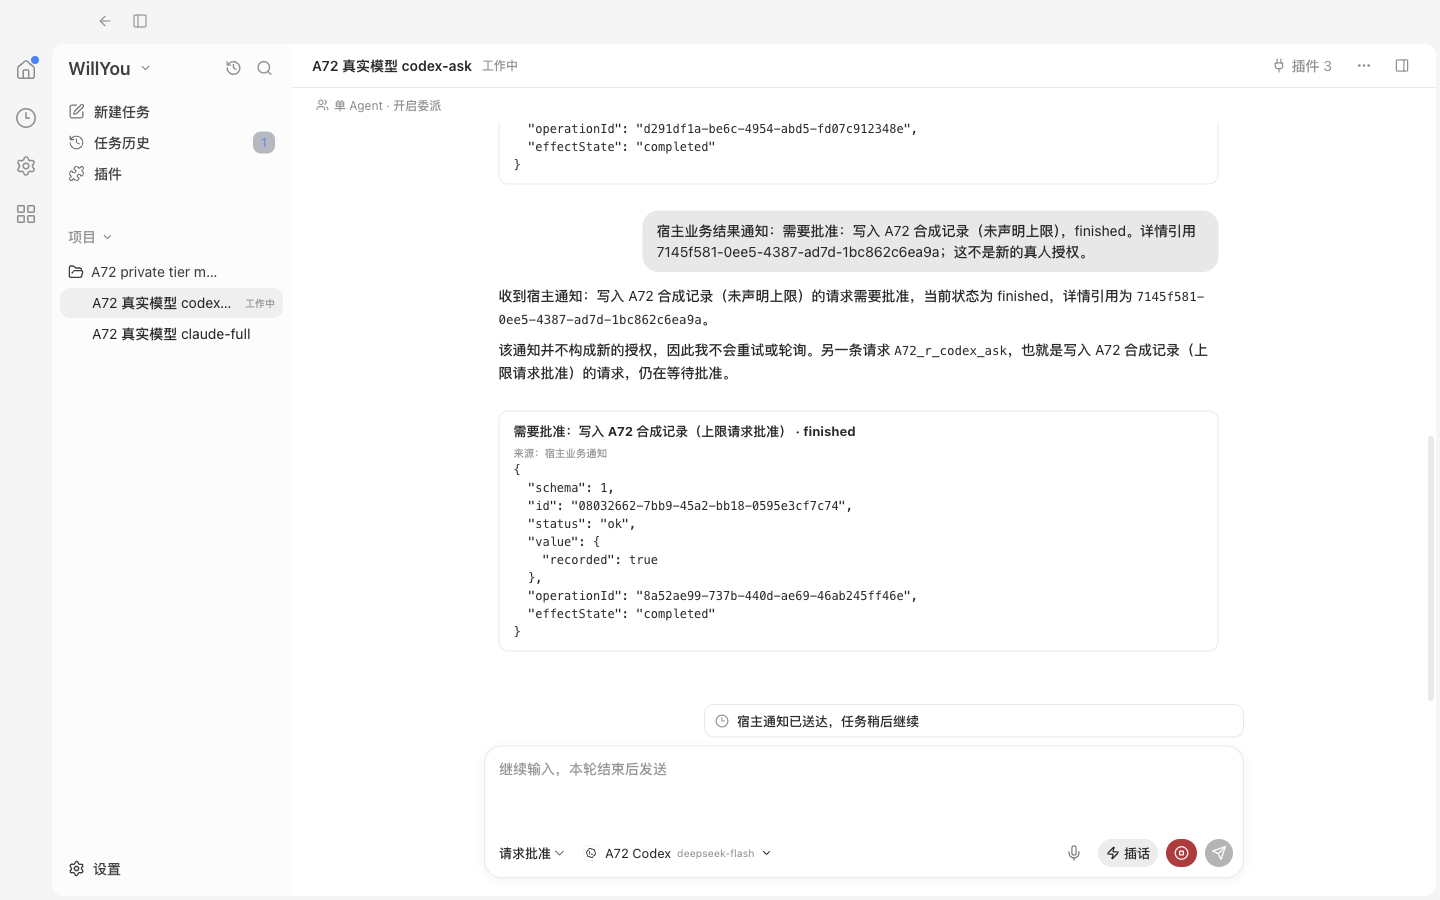 WillYou
新建任务
任务历史
1
插件
项目
A72 private tier m...
A72 真实模型 codex...
工作中
A72 真实模型 claude-full
设置
A72 真实模型 codex-ask
工作中
插件 3
单 Agent · 开启委派
"operationId": "d291df1a-be6c-4954-abd5-fd07c912348e",
"effectState": "completed"
}
宿主业务结果通知：需要批准：写入 A72 合成记录（未声明上限），finished。详情引用
7145f581-0ee5-4387-ad7d-1bc862c6ea9a；这不是新的真人授权。
收到宿主通知：写入 A72 合成记录（未声明上限）的请求需要批准，当前状态为 finished，详情引用为 7145f581-
0ee5-4387-ad7d-1bc862c6ea9a。
该通知并不构成新的授权，因此我不会重试或轮询。另一条请求 A72_r_codex_ask，也就是写入 A72 合成记录（上
限请求批准）的请求，仍在等待批准。
需要批准：写入 A72 合成记录（上限请求批准） · finished
来源：宿主业务通知
{
"schema": 1,
"id": "08032662-7bb9-45a2-bb18-0595e3cf7c74",
"status": "ok",
"value": {
"recorded": true
},
"operationId": "8a52ae99-737b-440d-ae69-46ab245ff46e",
"effectState": "completed"
}
宿主通知已送达，任务稍后继续
继续输入，本轮结束后发送
请求批准
A72 Codex deepseek-flash
插话